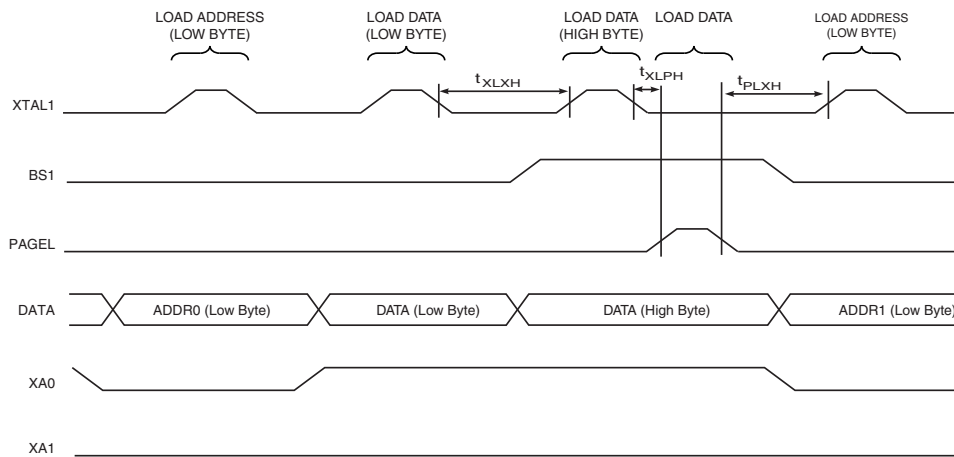 LOAD ADDRESS
(LOW BYTE)
LOAD DATA
(LOW BYTE)
LOAD DATA
(HIGH BYTE)
LOAD DATA
LOAD ADDRESS
(LOW BYTE)
tXLXH
tXLPH
tPLXH
XTAL1
BS1
PAGEL
DATA
ADDR0 (Low Byte)
DATA (Low Byte)
DATA (High Byte)
ADDR1 (Low Byte)
XA0
XA1